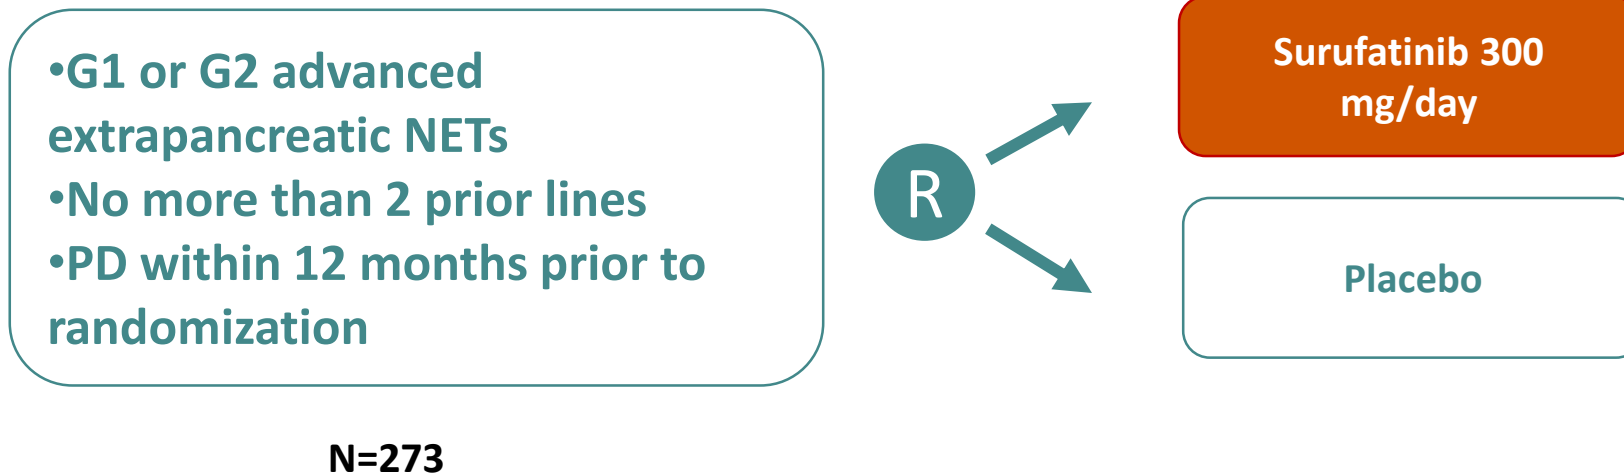 •G1 or G2 advanced
extrapancreatic NETs
•No more than 2 prior lines
•PD within 12 months prior to
randomization
N=273
R
Surufatinib 300
mg/day
Placebo